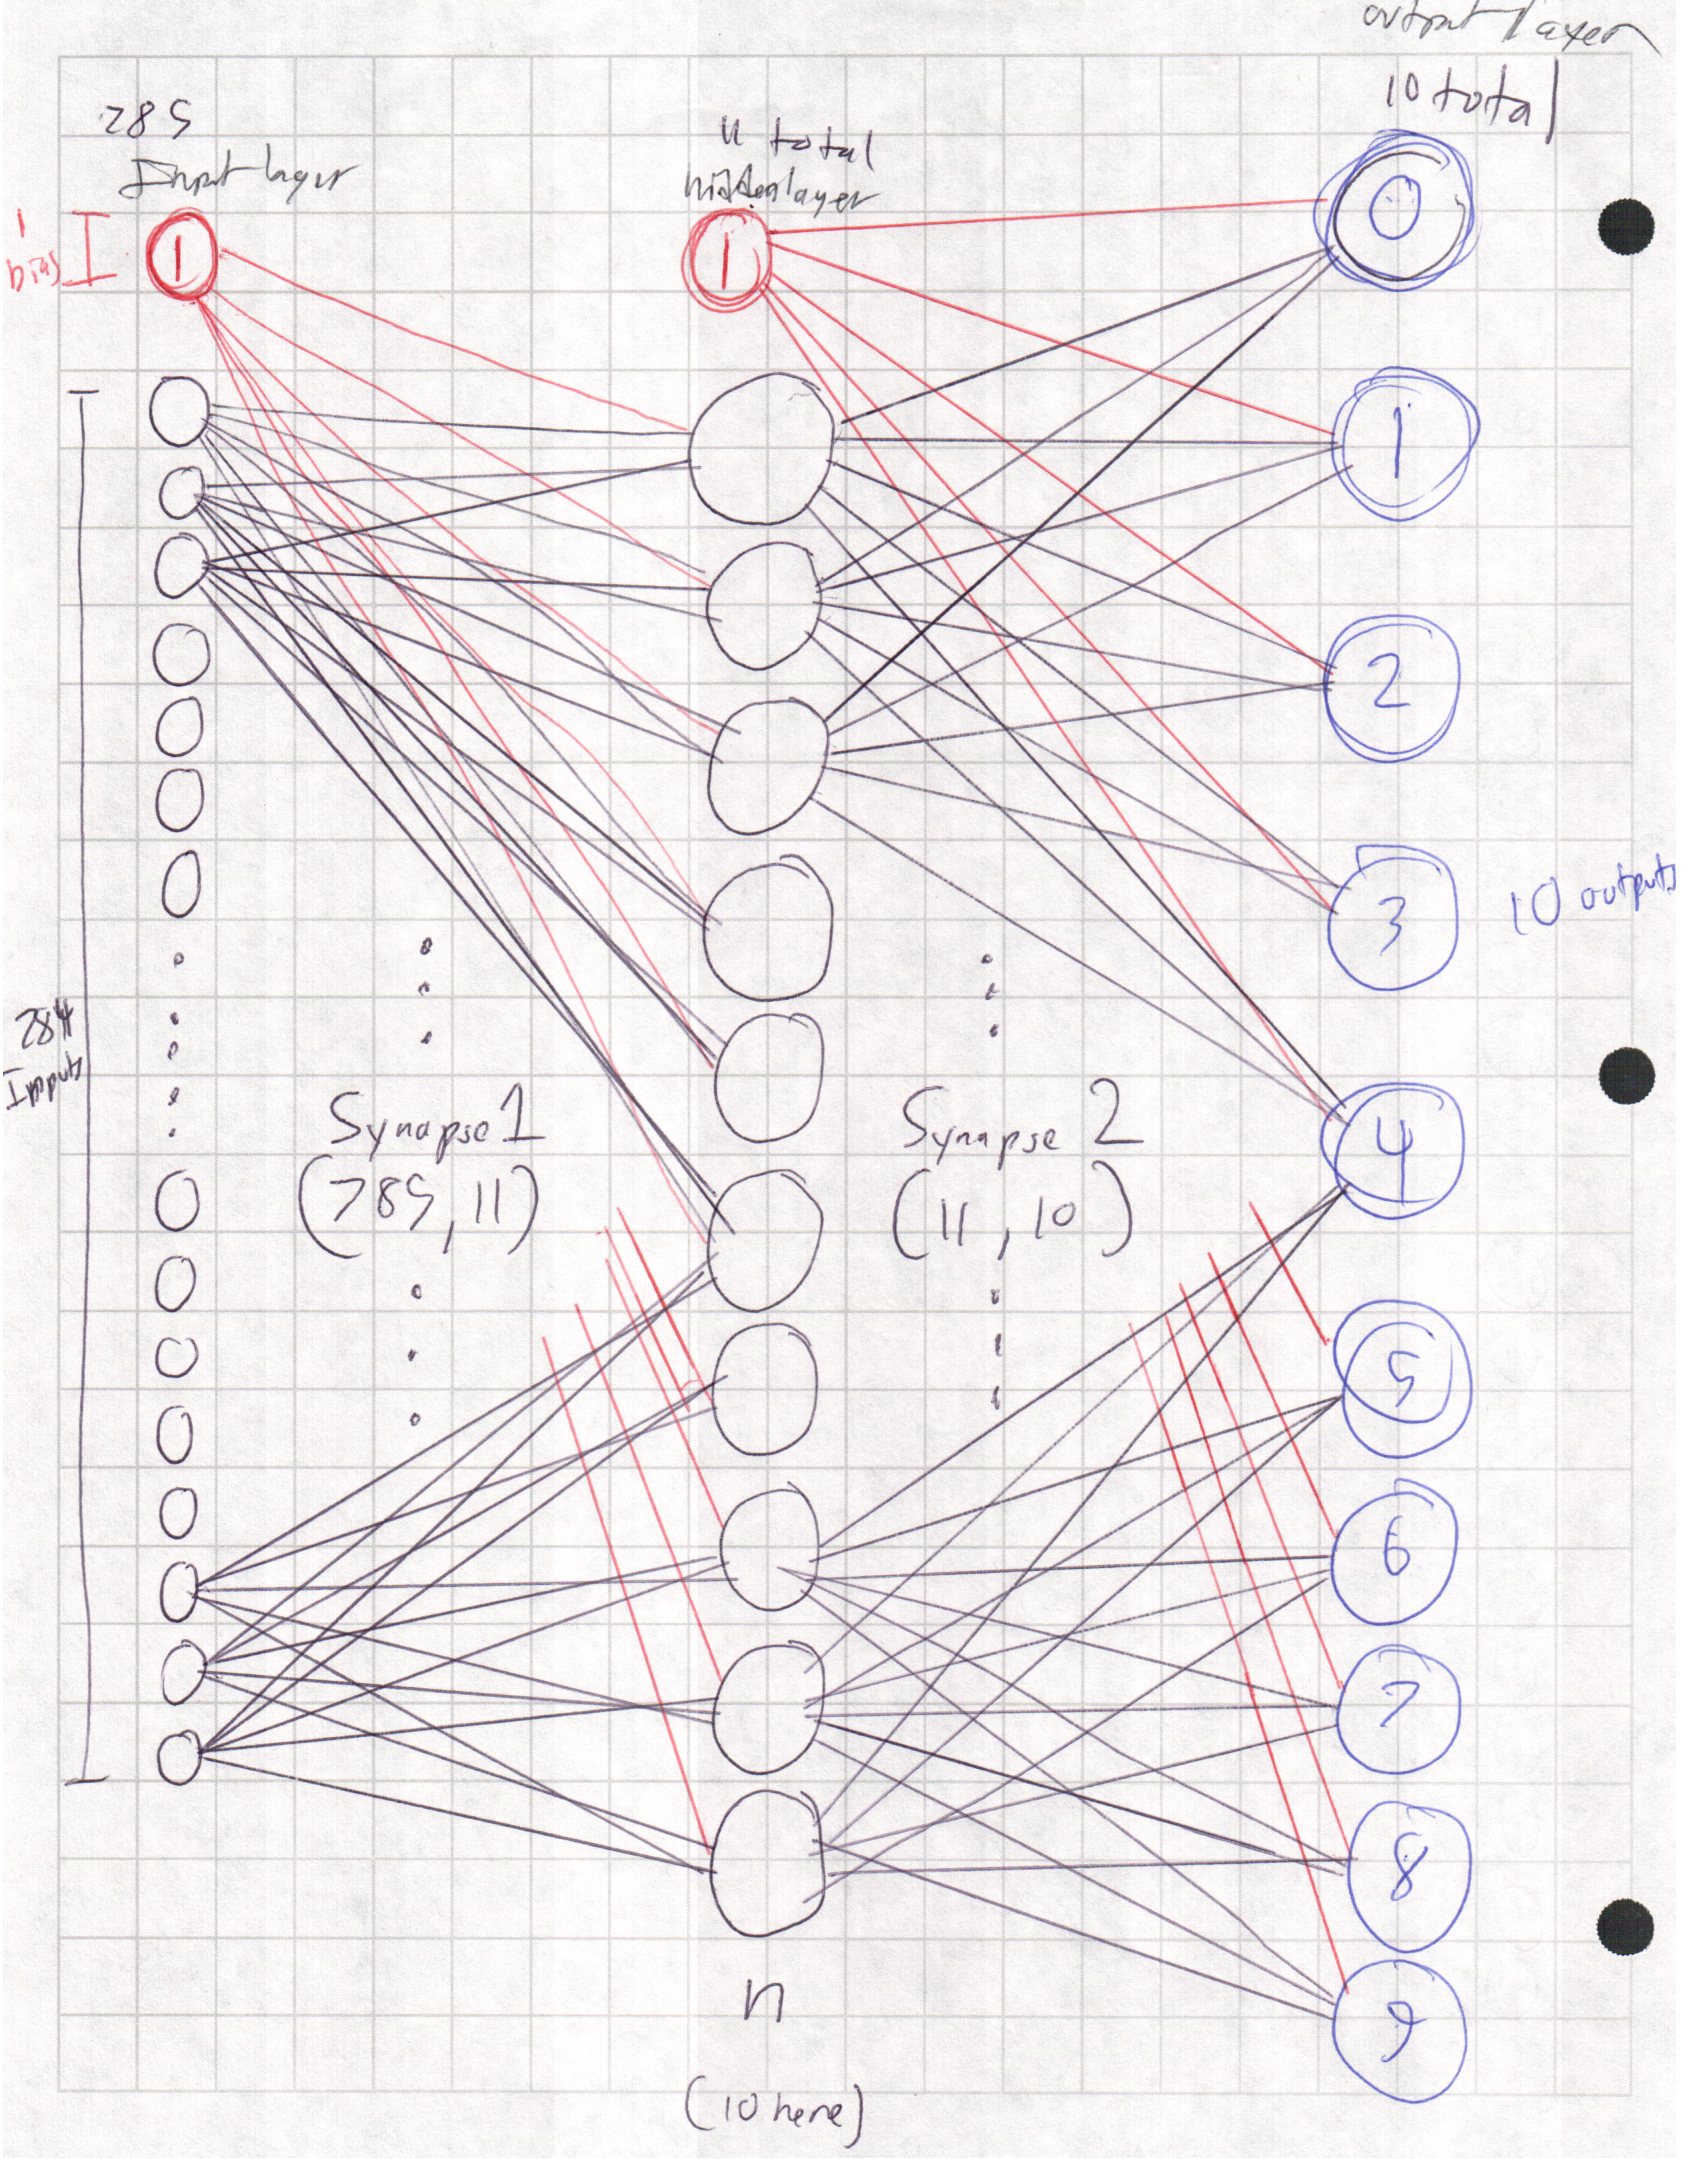 output layer
10 total
785
Input layer
11 total
hidden layer
1
bias
1
1
0
1
2
3
10 outputs
784
Inputs
Synapse 1
(785, 11)
Synapse 2
(11, 10)
4
5
6
7
8
9
n
(10 here)